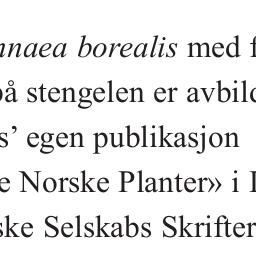 nnaea borealis med f
på stengelen er avbild
s’ egen publikasjon
e Norske Planter» i I
ske Selskabs Skrifter